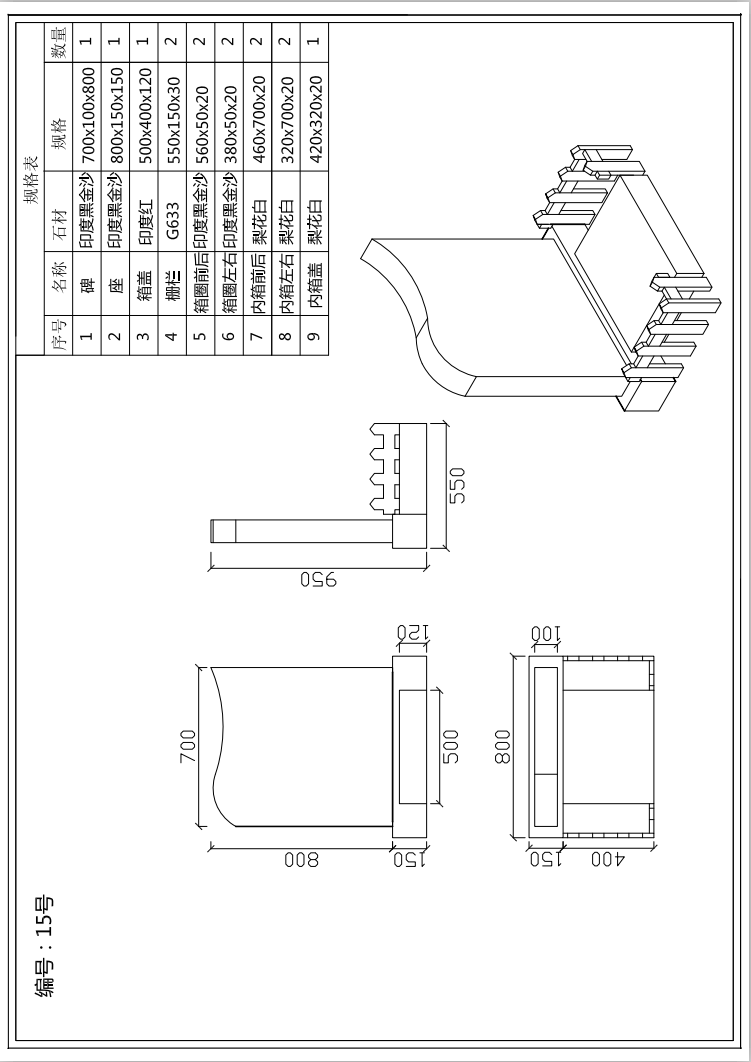 编号：15号
规格表
序号 名称 石材 规格 数量
1 碑 印度黑金沙 700x100x800 1
2 座 印度黑金沙 800x150x150 1
3 箱盖 印度红 500x400x120 1
4 栅栏 G633 550x150x30 2
5 箱圈前后 印度黑金沙 560x50x20 2
6 箱圈左右 印度黑金沙 380x50x20 2
7 内箱前后 梨花白 460x700x20 2
8 内箱左右 梨花白 320x700x20 2
9 内箱盖 梨花白 420x320x20 1
700
800
150
120
500
950
550
800
100
150
400